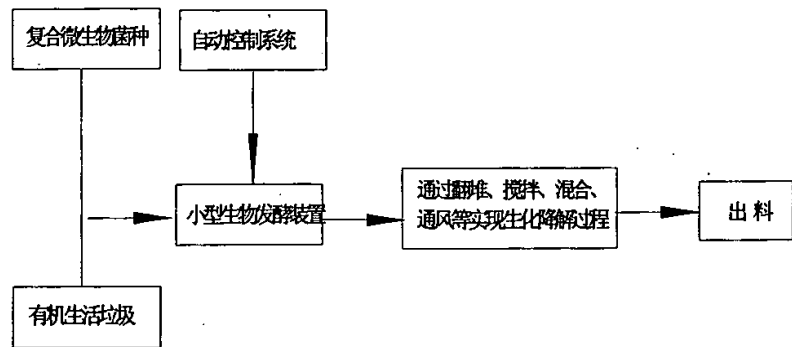 复合微生物菌种
自动控制系统
小型生物发酵装置
通过翻堆、搅拌、混合、
通风等实现生化降解过程
出料
有机生活垃圾